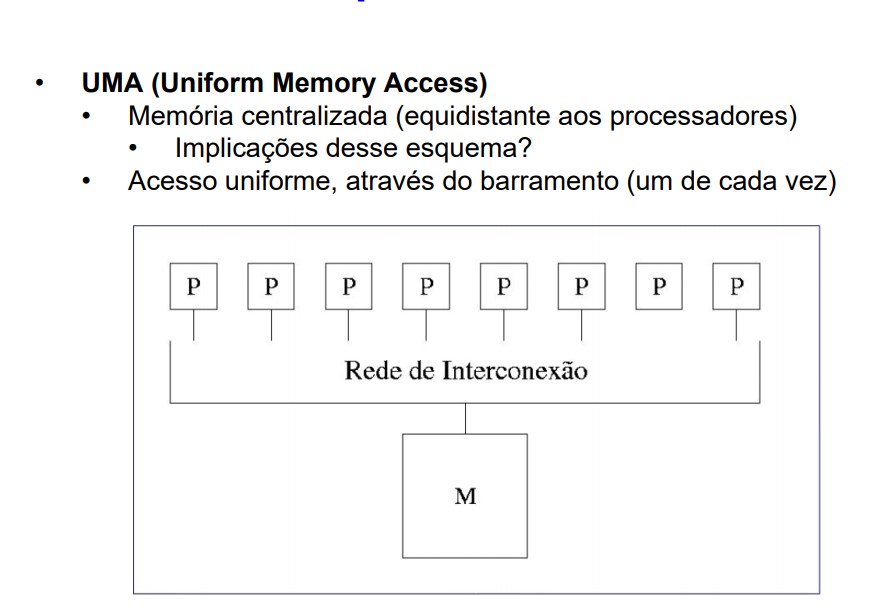 • UMA (Uniform Memory Access)
• Memória centralizada (equidistante aos processadores)
• Implicações desse esquema?
• Acesso uniforme, através do barramento (um de cada vez)
P P P P P P P P
Rede de Interconexão
M